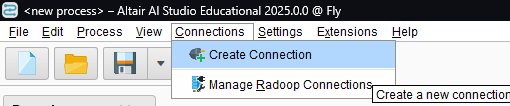 <new process> – Altair AI Studio Educational 2025.0.0 @ Fly
File Edit Process View Connections Settings Extensions Help
Create Connection
Manage Radoop Connections
Create a new connection